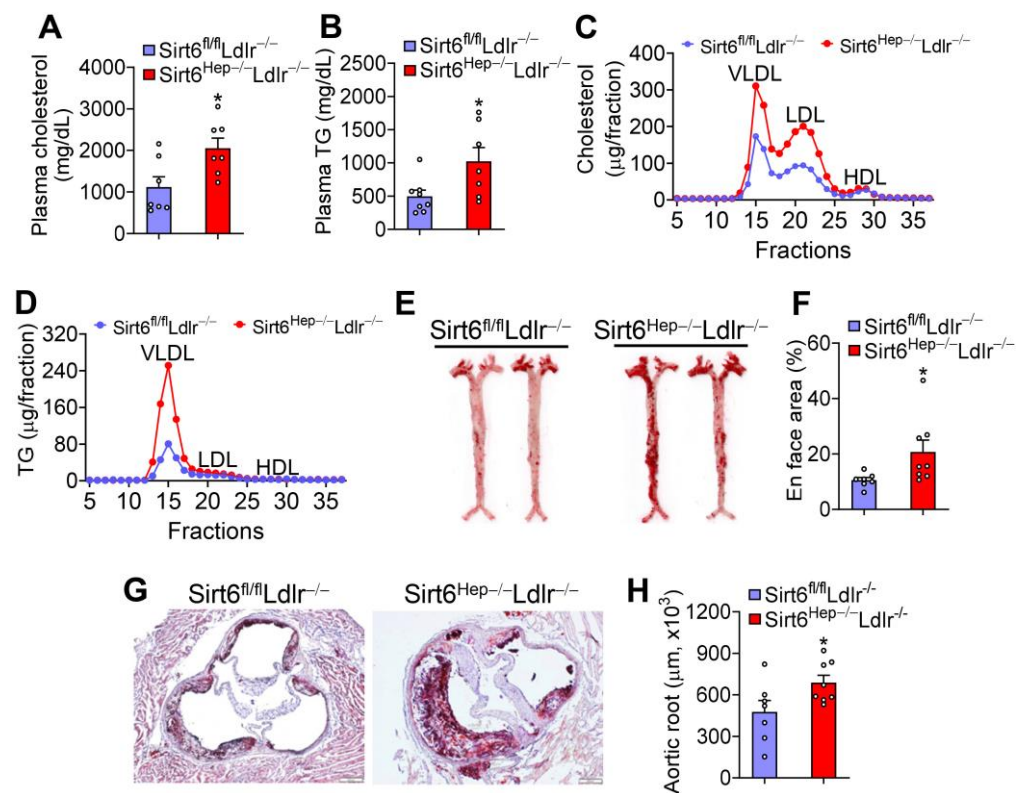 A
Sirt6fl/flLdlr−/−
Sirt6Hep−/−Ldlr−/−
Plasma cholesterol
(mg/dL)
4000
3000
2000
1000
0
*
B
Sirt6fl/flLdlr−/−
Sirt6Hep−/−Ldlr−/−
Plasma TG (mg/dL)
2000
1500
1000
500
0
*
C
Sirt6fl/flLdlr−/−
Sirt6Hep−/−Ldlr−/−
Cholesterol
(μg/fraction)
400
300
200
100
0
VLDL
LDL
HDL
5 10 15 20 25 30 35
Fractions
D
Sirt6fl/flLdlr−/−
Sirt6Hep−/−Ldlr−/−
TG (μg/fraction)
320
240
160
80
0
VLDL
LDL
HDL
5 10 15 20 25 30 35
Fractions
E
Sirt6fl/flLdlr−/−
Sirt6Hep−/−Ldlr−/−
F
Sirt6fl/flLdlr−/−
Sirt6Hep−/−Ldlr−/−
En face area (%)
60
40
20
0
*
G
Sirt6fl/flLdlr−/−
Sirt6Hep−/−Ldlr−/−
H
Sirt6fl/flLdlr-/-
Sirt6Hep−/−Ldlr-/-
Aortic root (μm, x10³)
1200
900
600
300
0
*